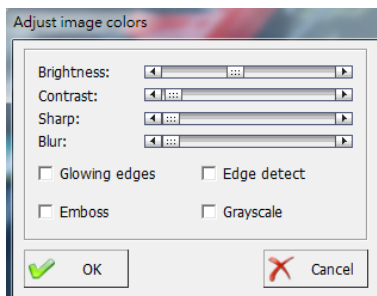 Adjust image colors
Brightness:
Contrast:
Sharp:
Blur:
Glowing edges Edge detect
Emboss Grayscale
OK Cancel